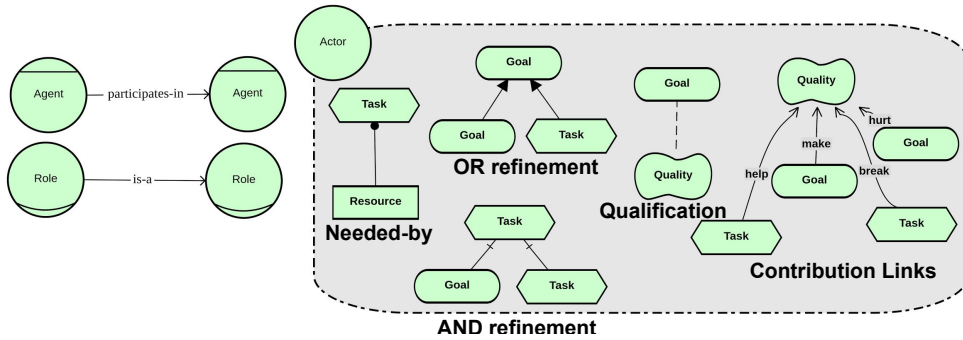 Actor
Agent
participates-in
Agent
Role
is-a
Role
Task
Resource
Needed-by
Goal
Goal
Task
OR refinement
Task
Goal
Task
AND refinement
Goal
Quality
Qualification
Quality
help
make
break
hurt
Goal
Goal
Task
Task
Contribution Links